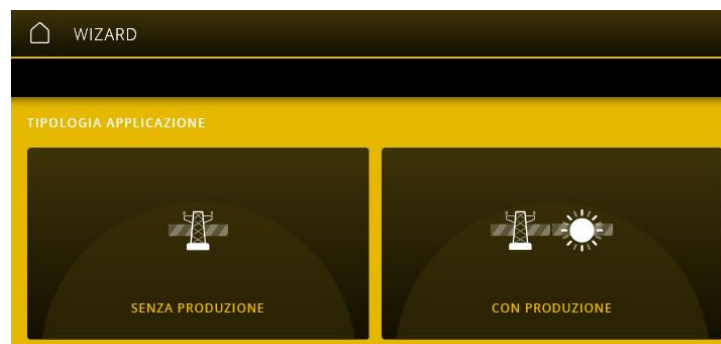 WIZARD
TIPOLOGIA APPLICAZIONE
SENZA PRODUZIONE
CON PRODUZIONE